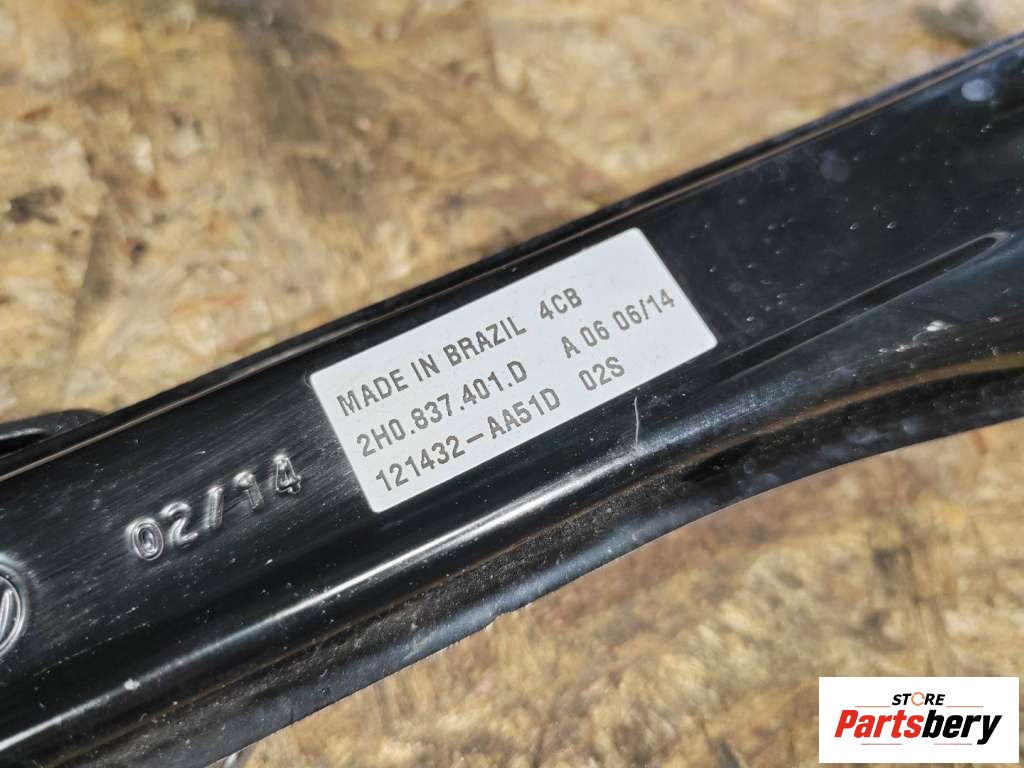 MADE IN BRAZIL 4CB
2H0.837.401.D A 06 06/14
121432-AA51D 02S
02/14
STORE
Partsbery